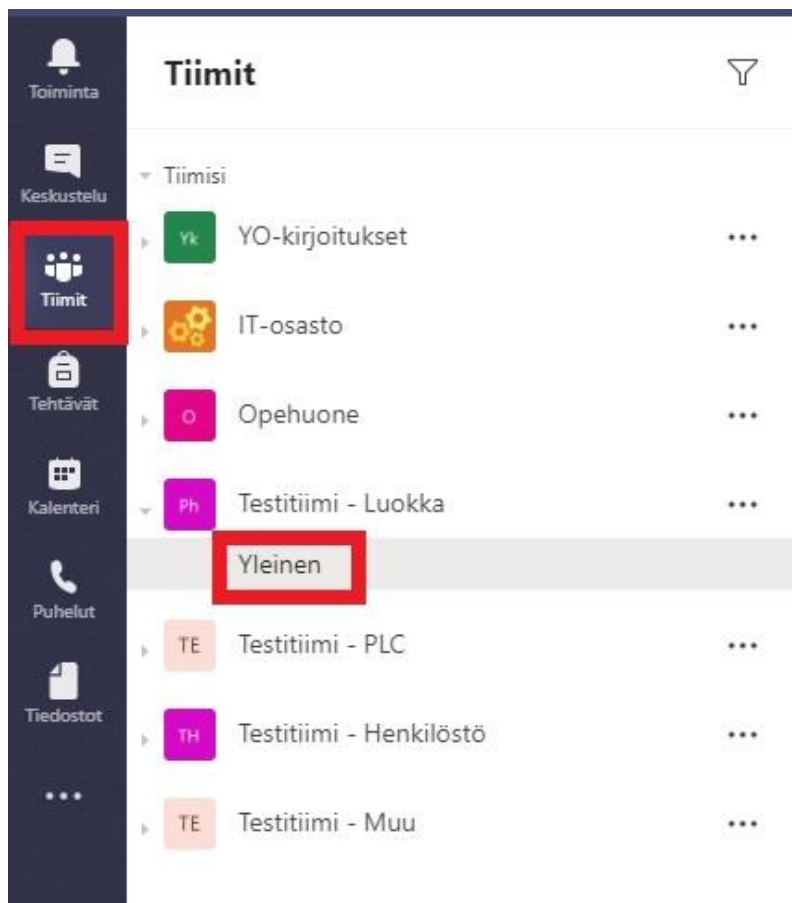 Toiminta
Keskustelu
Tiimit
Tehtävät
Kalenteri
Puhelut
Tiedostot
Tiimit
Tiimisi
Yk YO-kirjoitukset
IT-osasto
O Opehuone
Ph Testitiimi - Luokka
Yleinen
TE Testitiimi - PLC
TH Testitiimi - Henkilöstö
TE Testitiimi - Muu